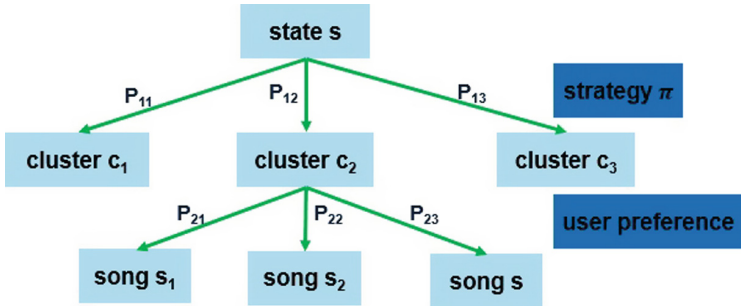 state s
P₁₁
P₁₂
P₁₃
strategy π
cluster c₁
cluster c₂
cluster c₃
P₂₁
P₂₂
P₂₃
user preference
song s₁
song s₂
song s